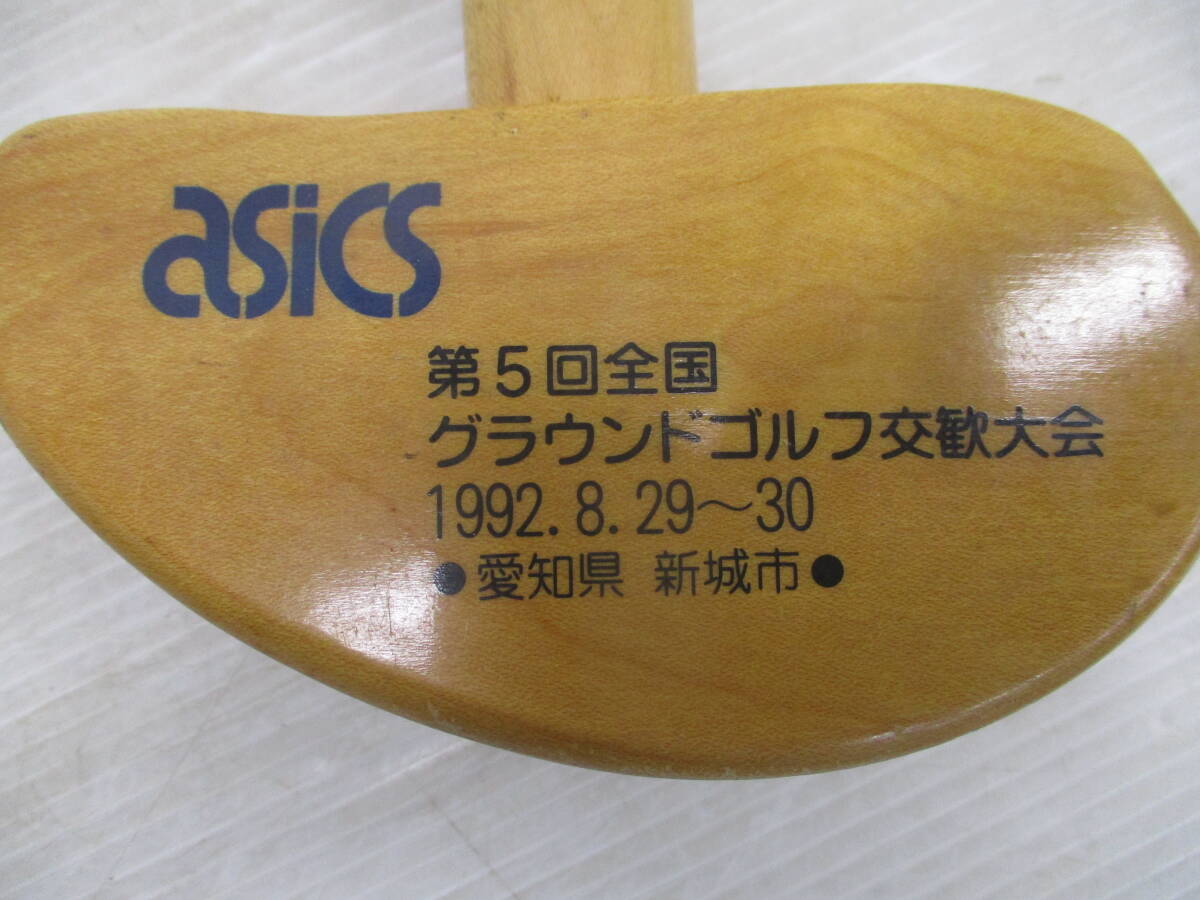 asics
第5回全国
グラウンドゴルフ交歓大会
1992.8.29～30
●愛知県 新城市●